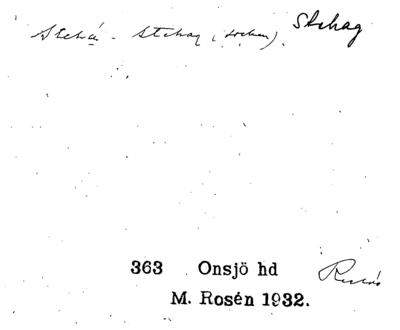 Stehag (socken). Stehag
363 Onsjö hd
M. Rosén 1932.